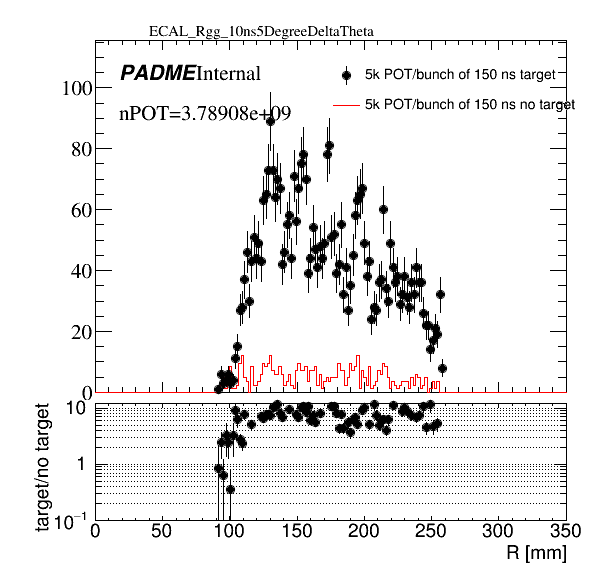 ECAL_Rgg_10ns5DegreeDeltaTheta
PADME Internal
5k POT/bunch of 150 ns target
nPOT=3.78908e+09
5k POT/bunch of 150 ns no target
100
80
60
40
20
0
10
1
10⁻¹
target/no target
0 50 100 150 200 250 300 350
R [mm]